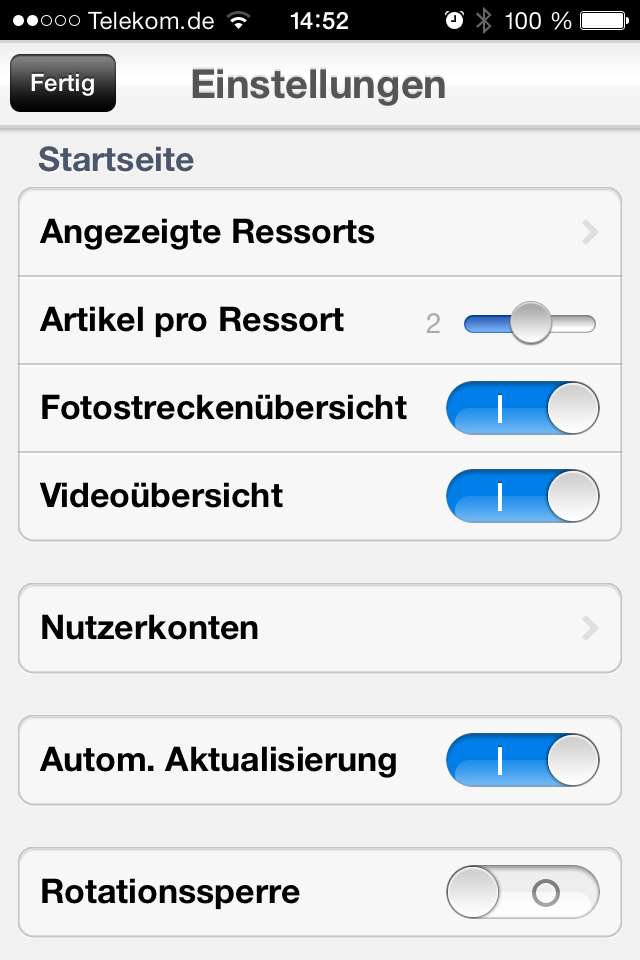 Telekom.de 14:52 100 %
Fertig Einstellungen
Startseite
Angezeigte Ressorts
Artikel pro Ressort 2
Fotostreckenübersicht
Videoübersicht
Nutzerkonten
Autom. Aktualisierung
Rotationssperre